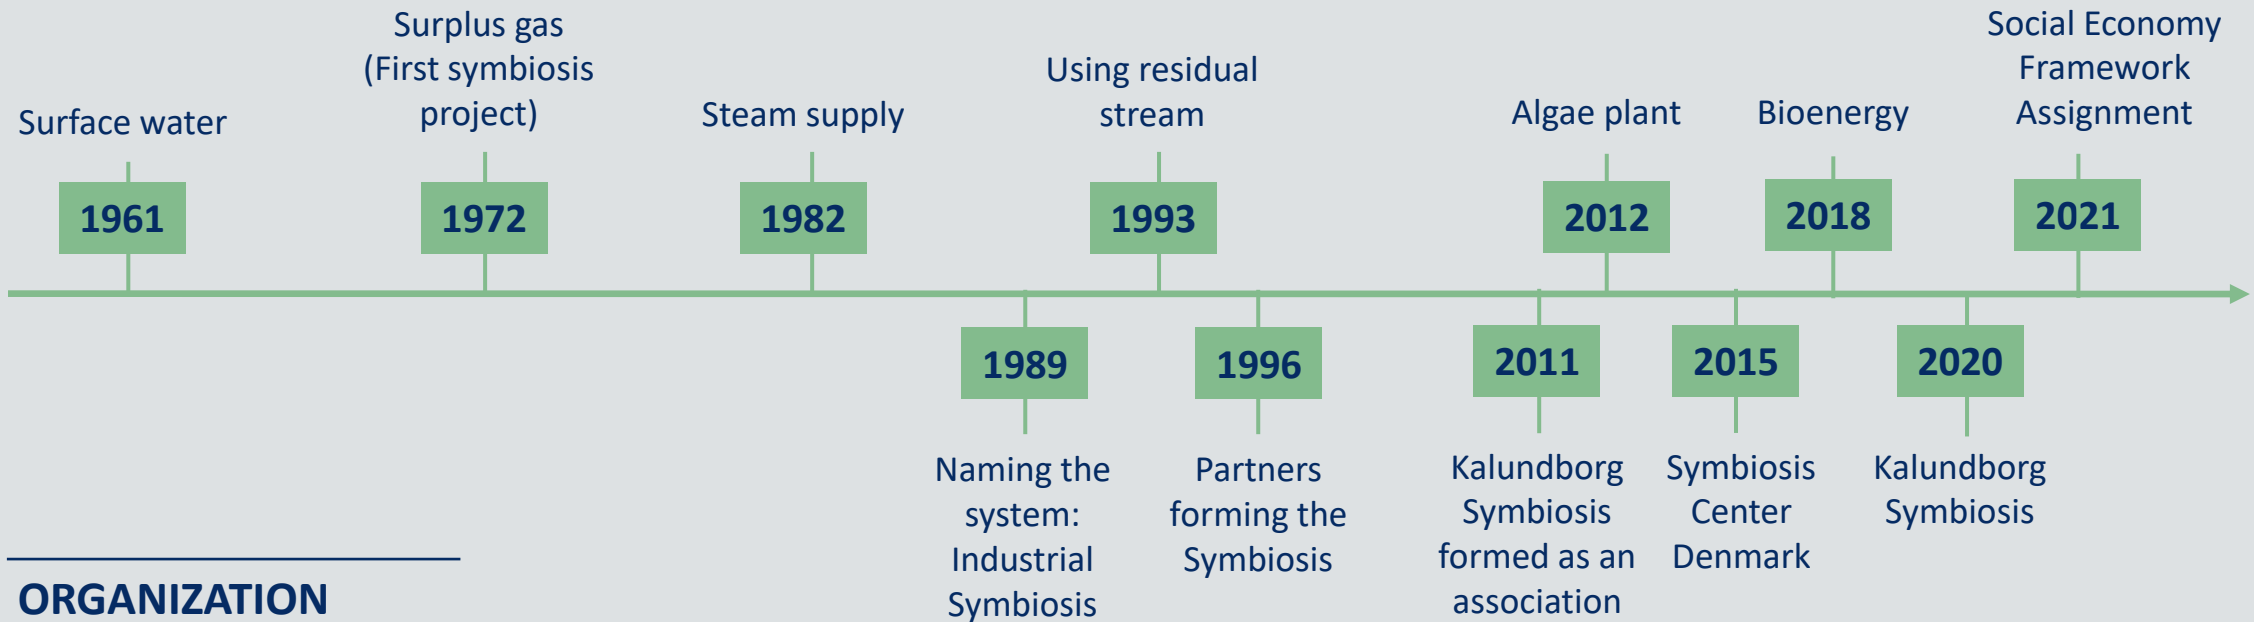 Surface water
1961
Surplus gas
(First symbiosis
project)
1972
Steam supply
1982
Using residual
stream
1993
Algae plant
2012
Bioenergy
2018
Social Economy
Framework
Assignment
2021
1989
Naming the
system:
Industrial
Symbiosis
1996
Partners
forming the
Symbiosis
2011
Kalundborg
Symbiosis
formed as an
association
2015
Symbiosis
Center
Denmark
2020
Kalundborg
Symbiosis
ORGANIZATION